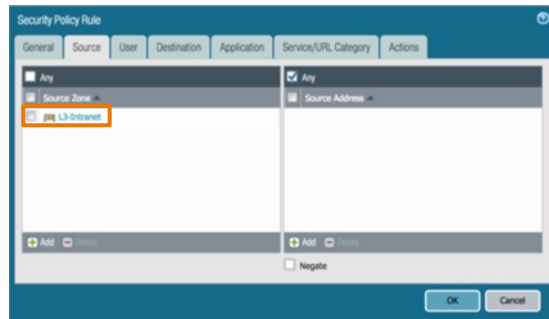 Security Policy Rule
General Source User Destination Application Service/URL Category Actions
Any
Source Zone
L3-Intranet
Add Delete
Any
Source Address
Add Delete
Negate
OK Cancel